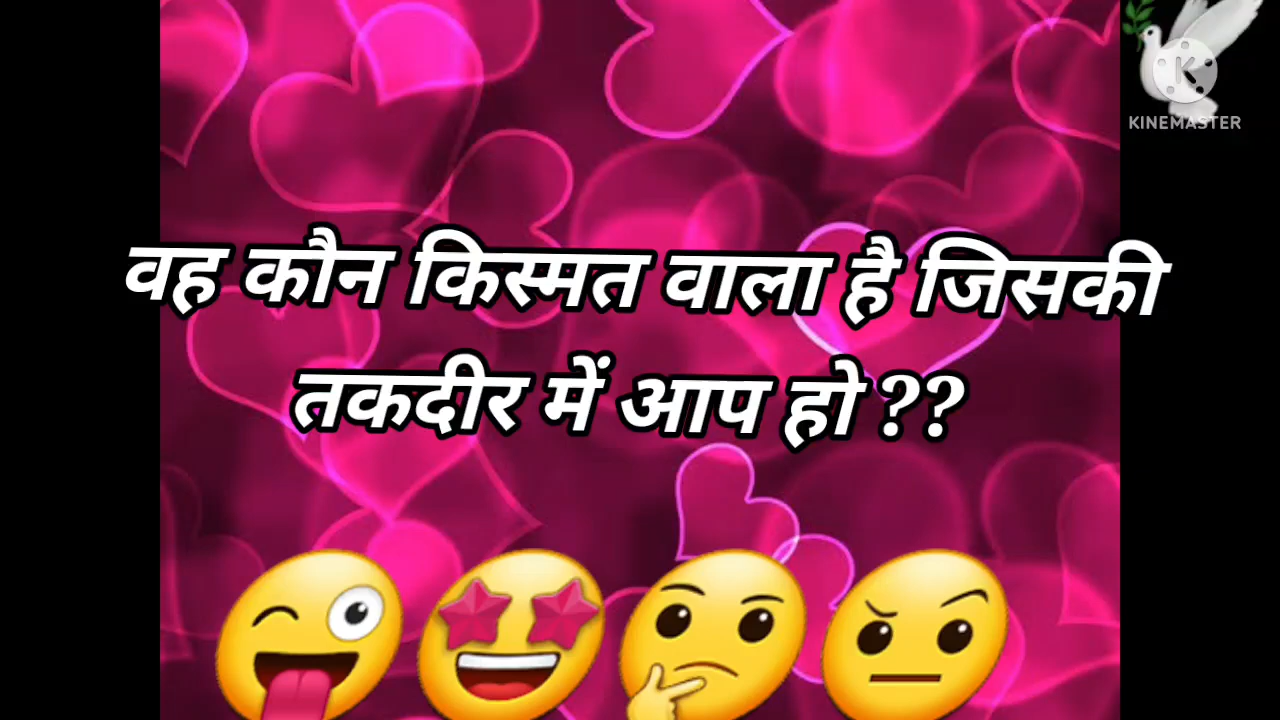 KINEMASTER
वह कौन किस्मत वाला है जिसकी
तकदीर में आप हो ??